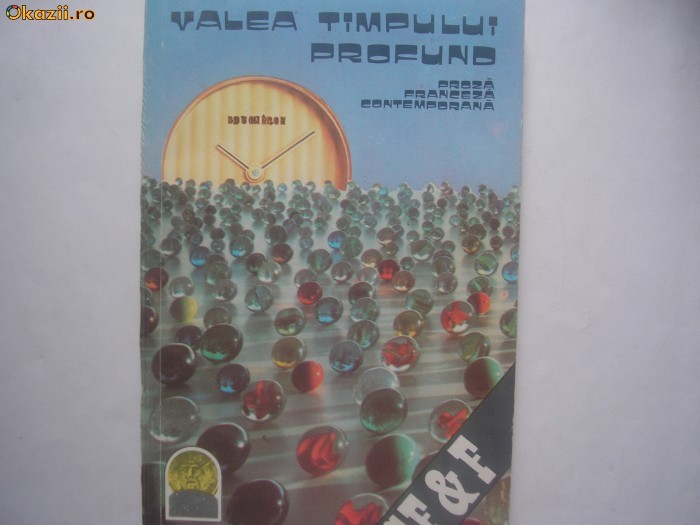 Okazii.ro
VALEA TIMPULUI
PROFUND
PROZĂ
FRANCEZĂ
CONTEMPORANĂ
F&F